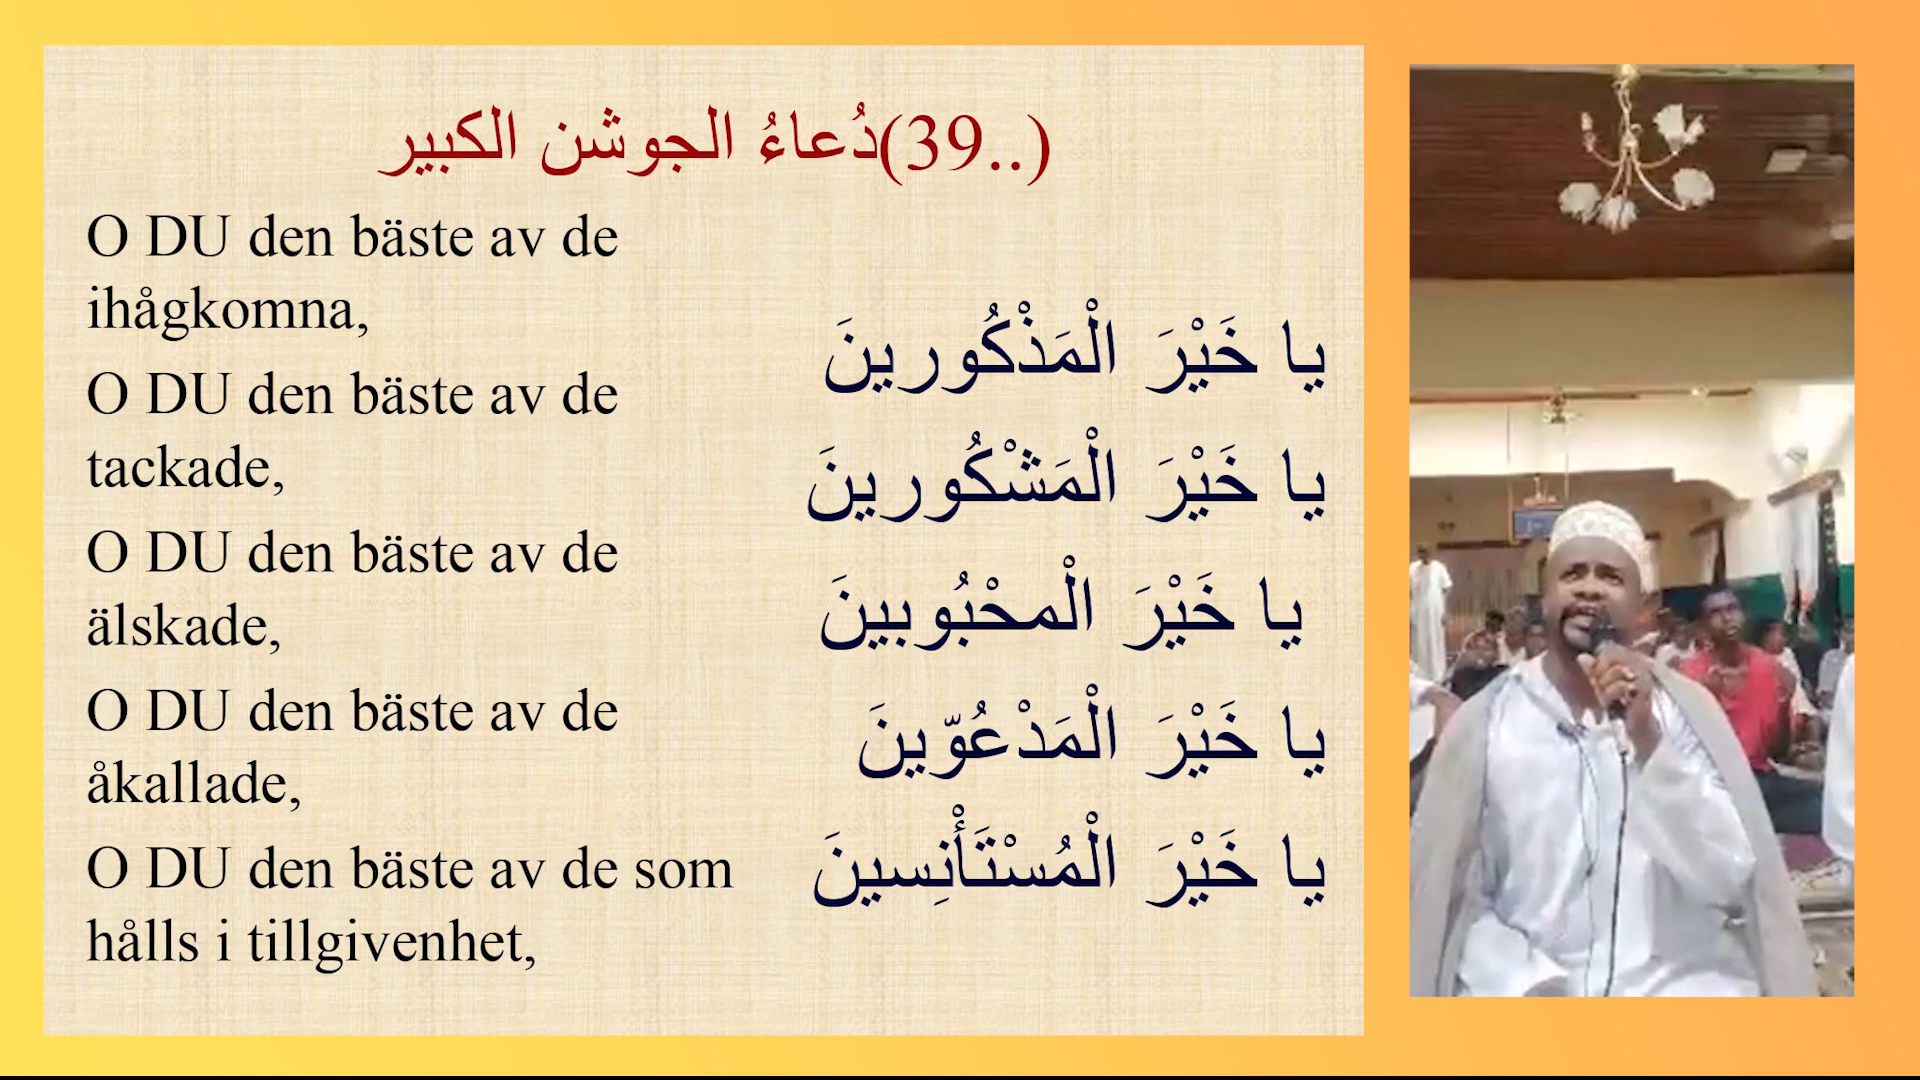 دُعاءُ الجوشن الكبير(39..)
O DU den bäste av de
ihågkomna,
O DU den bäste av de
tackade,
O DU den bäste av de
älskade,
O DU den bäste av de
åkallade,
O DU den bäste av de som
hålls i tillgivenhet,
يا خَيْرَ الْمَذْكُورينَ
يا خَيْرَ الْمَشْكُورينَ
يا خَيْرَ الْمحْبُوبينَ
يا خَيْرَ الْمَدْعُوّينَ
يا خَيْرَ الْمُسْتَأْنِسينَ